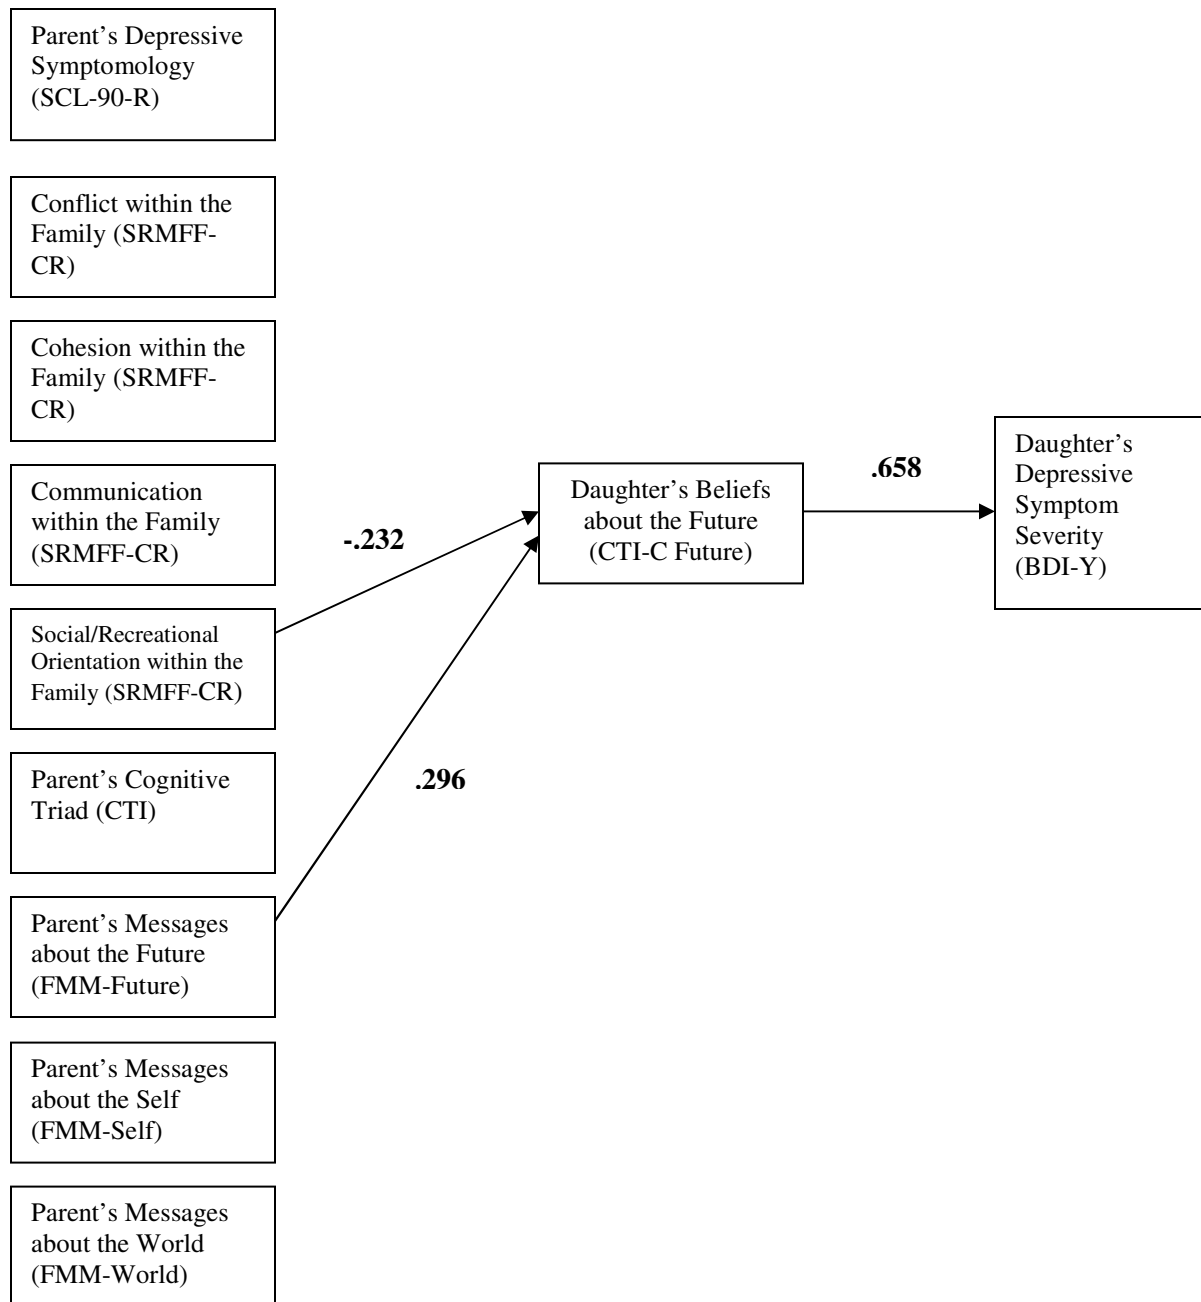 Parent's Depressive
Symptomology
(SCL-90-R)
Conflict within the
Family (SRMFF-
CR)
Cohesion within the
Family (SRMFF-
CR)
Communication
within the Family
(SRMFF-CR)
Social/Recreational
Orientation within the
Family (SRMFF-CR)
Parent's Cognitive
Triad (CTI)
Parent's Messages
about the Future
(FMM-Future)
Parent's Messages
about the Self
(FMM-Self)
Parent's Messages
about the World
(FMM-World)
-.232
.296
Daughter's Beliefs
about the Future
(CTI-C Future)
.658
Daughter's
Depressive
Symptom
Severity
(BDI-Y)